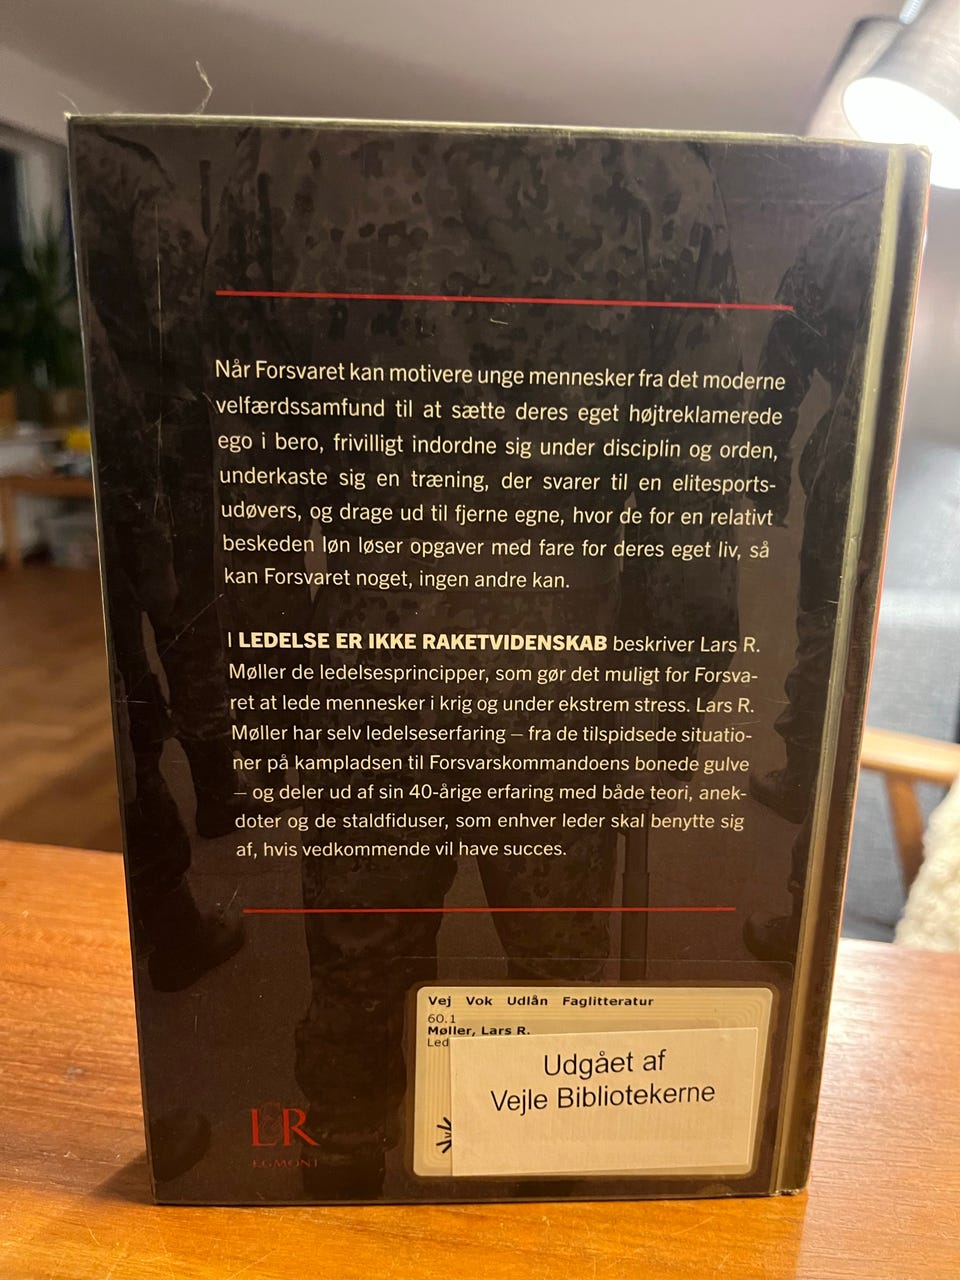 Når Forsvaret kan motivere unge mennesker fra det moderne
velfærdssamfund til at sætte deres eget højtreklamerede
ego i bero, frivilligt indordne sig under disciplin og orden,
underkaste sig en træning, der svarer til en elitesports-
udøvers, og drage ud til fjerne egne, hvor de for en relativt
beskeden løn løser opgaver med fare for deres eget liv, så
kan Forsvaret noget, ingen andre kan.
I LEDELSE ER IKKE RAKETVIDENSKAB beskriver Lars R.
Møller de ledelsesprincipper, som gør det muligt for Forsva-
ret at lede mennesker i krig og under ekstrem stress. Lars R.
Møller har selv ledelseserfaring – fra de tilspidsede situatio-
ner på kampladsen til Forsvarskommandoens bonede gulve
– og deler ud af sin 40-årige erfaring med både teori, anek-
doter og de staldfiduser, som enhver leder skal benytte sig
af, hvis vedkommende vil have succes.
Vej Vok Udlån Faglitteratur
60.1
Møller, Lars R.
Led
Udgået af
Vejle Bibliotekerne
L&R
EGMONT